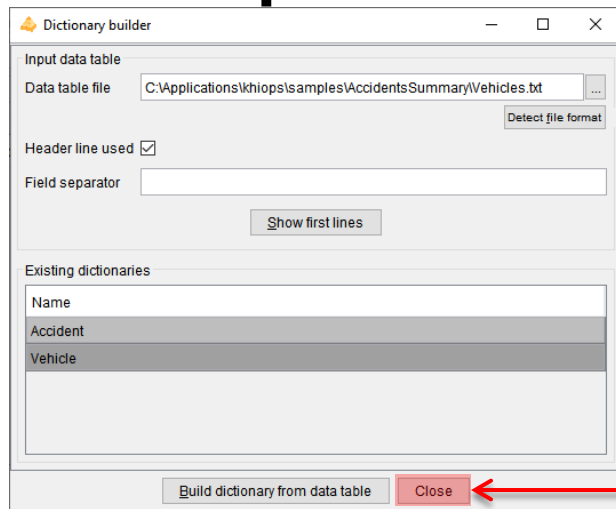 Dictionary builder
Input data table
Data table file C:\Applications\khiops\samples\AccidentsSummary\Vehicles.txt ...
Detect file format
Header line used
Field separator
Show first lines
Existing dictionaries
Name
Accident
Vehicle
Build dictionary from data table Close